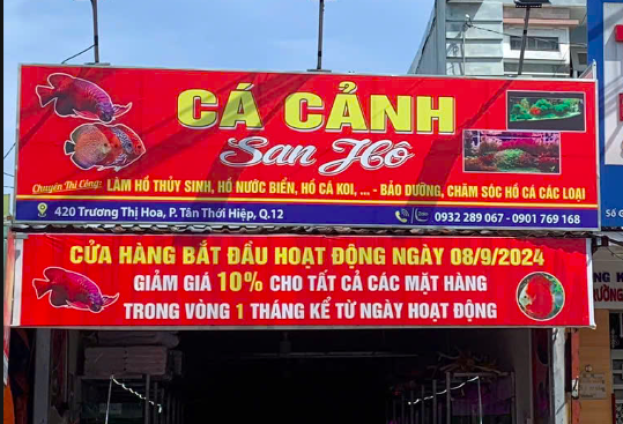 CÁ CẢNH
San Hô
Chuyên Thi Công: LÀM HỒ THỦY SINH, HỒ NƯỚC BIỂN, HỒ CÁ KOI, ... - BẢO DƯỠNG, CHĂM SÓC HỒ CÁ CÁC LOẠI
420 Trương Thị Hoa, P. Tân Thới Hiệp, Q.12
0932 289 067 - 0901 769 168
CỬA HÀNG BẮT ĐẦU HOẠT ĐỘNG NGÀY 08/9/2024
GIẢM GIÁ 10% CHO TẤT CẢ CÁC MẶT HÀNG
TRONG VÒNG 1 THÁNG KỂ TỪ NGÀY HOẠT ĐỘNG